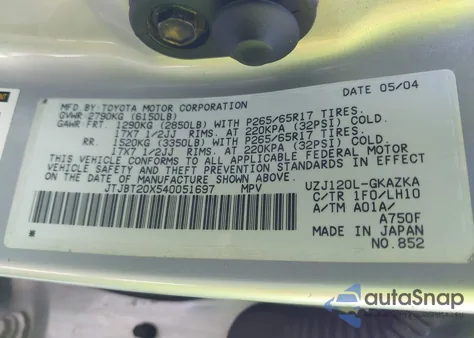 DATE 05/04
MFD.BY:TOYOTA MOTOR CORPORATION
GVWR:2790KG (6150LB)
GAWR FRT. 1290KG (2850LB) WITH P265/65R17 TIRES.
17X7 1/2JJ RIMS. AT 220KPA (32PSI) COLD.
RR. 1520KG (3350LB) WITH P265/65R17 TIRES.
17X7 1/2JJ RIMS. AT 220KPA (32PSI) COLD.
THIS VEHICLE CONFORMS TO ALL APPLICABLE FEDERAL MOTOR
VEHICLE SAFETY AND THEFT PREVENTION STANDARDS IN EFFECT
ON THE DATE OF MANUFACTURE SHOWN ABOVE.
JTJBT20X540051697 MPV
UZJ120L-GKAZKA
C/TR 1F0/LH10
A/TM A01A/
A750F
MADE IN JAPAN
NO.852
autoSnap